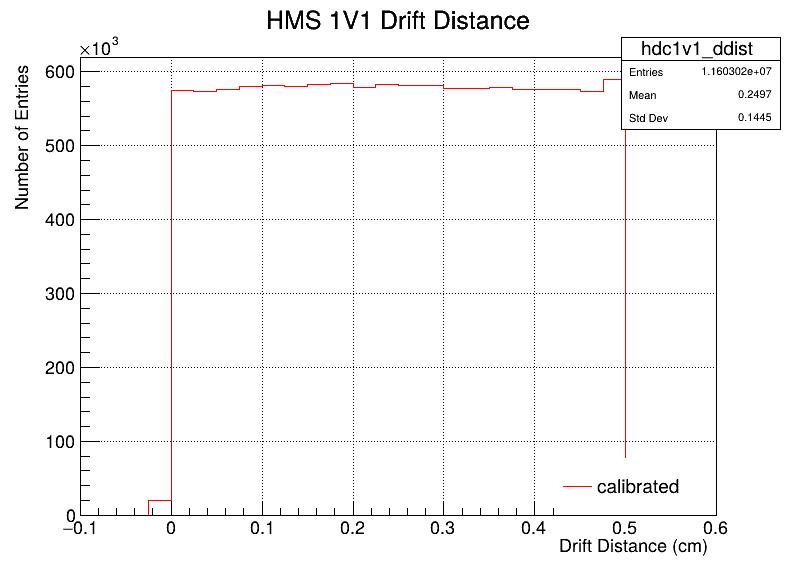 HMS 1V1 Drift Distance
×10³
hdc1v1_ddist
Entries 1.160302e+07
Mean 0.2497
Std Dev 0.1445
Number of Entries
600
500
400
300
200
100
0
calibrated
−0.1 0 0.1 0.2 0.3 0.4 0.5 0.6
Drift Distance (cm)